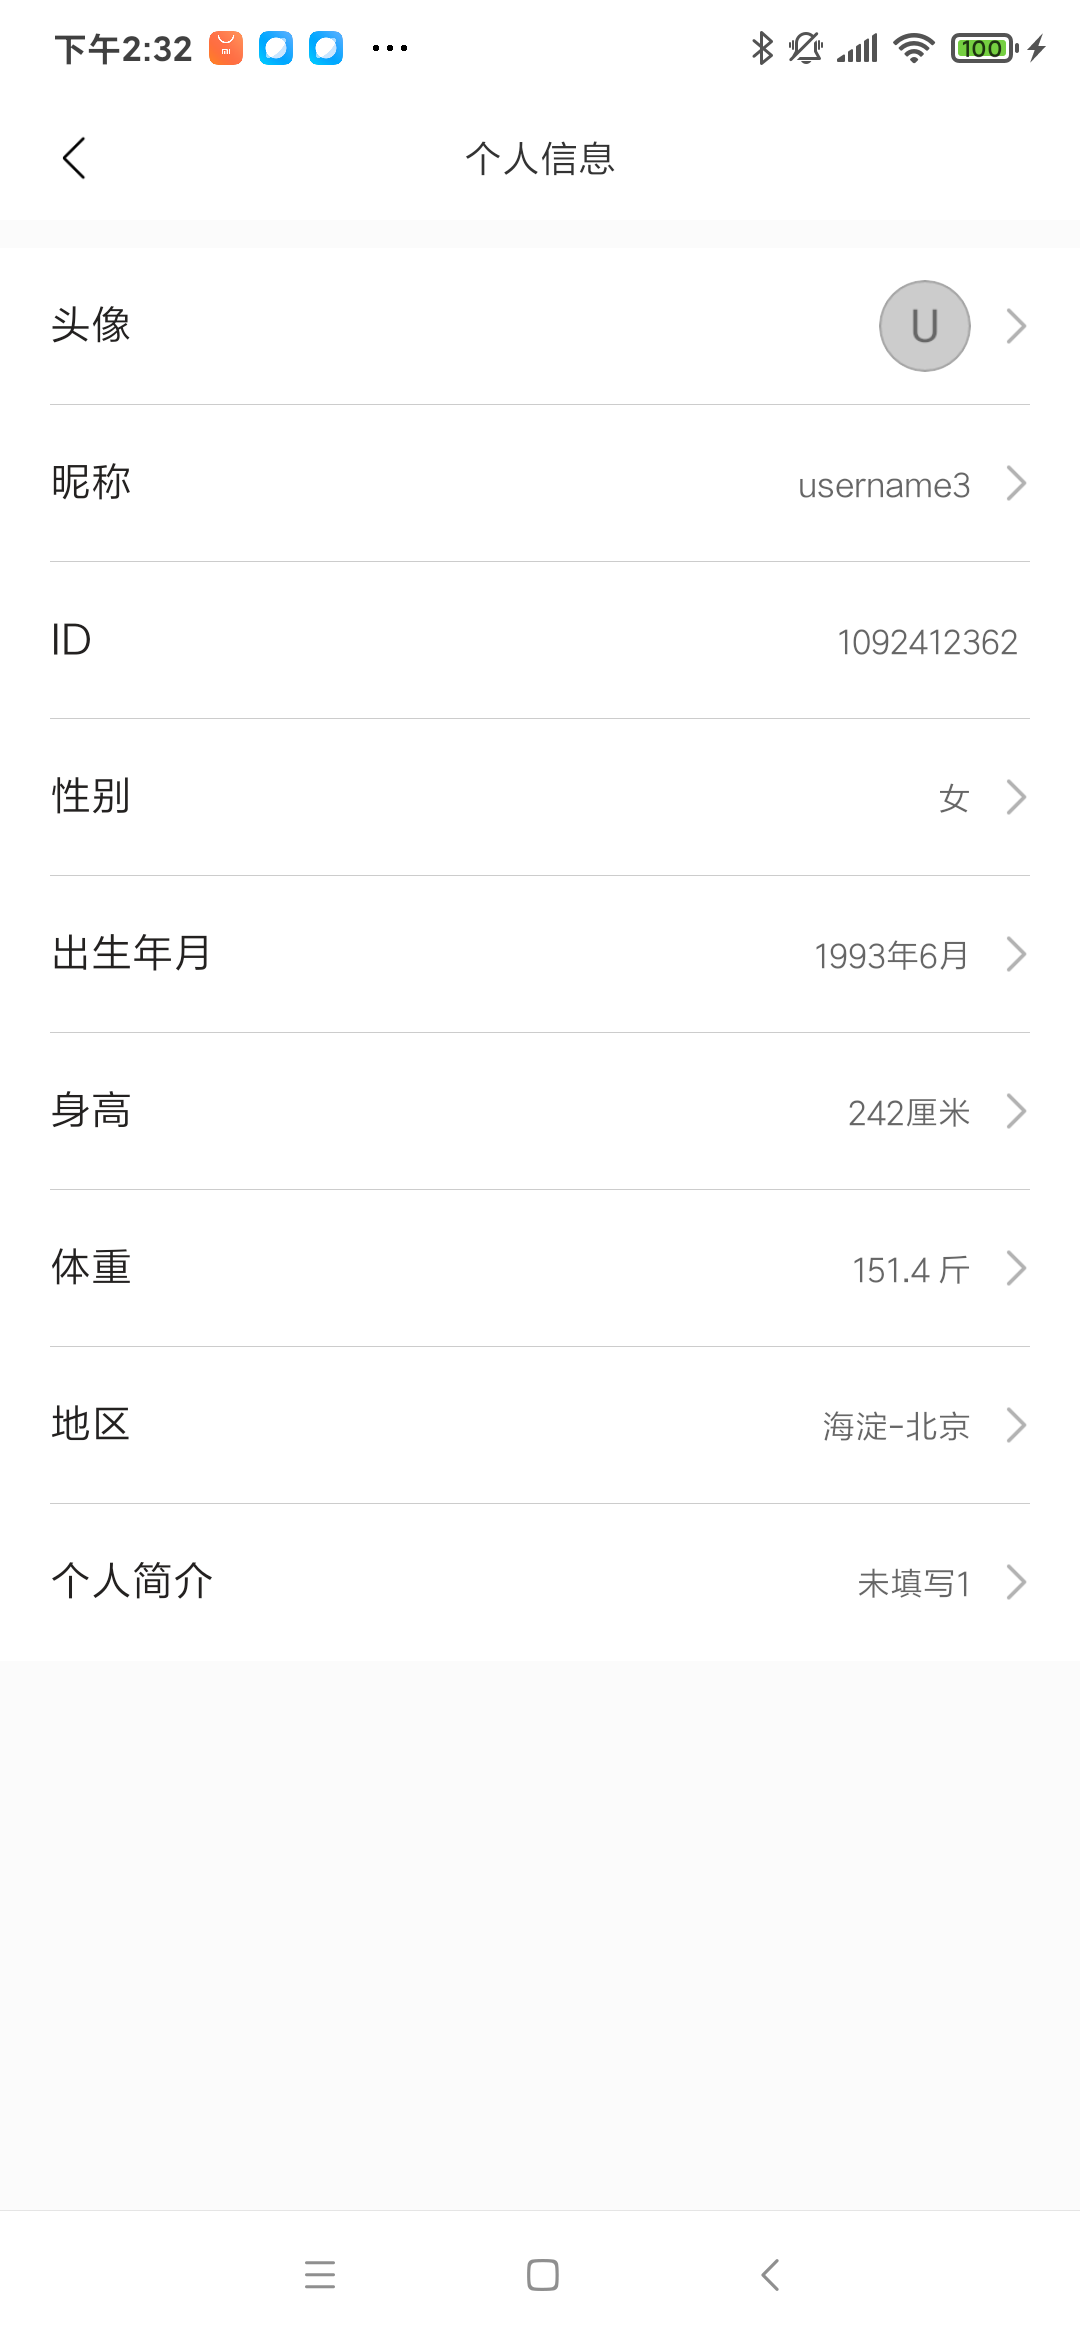 下午2:32
100
个人信息
头像
U
昵称 username3
ID 1092412362
性别 女
出生年月 1993年6月
身高 242厘米
体重 151.4 斤
地区 海淀-北京
个人简介 未填写1